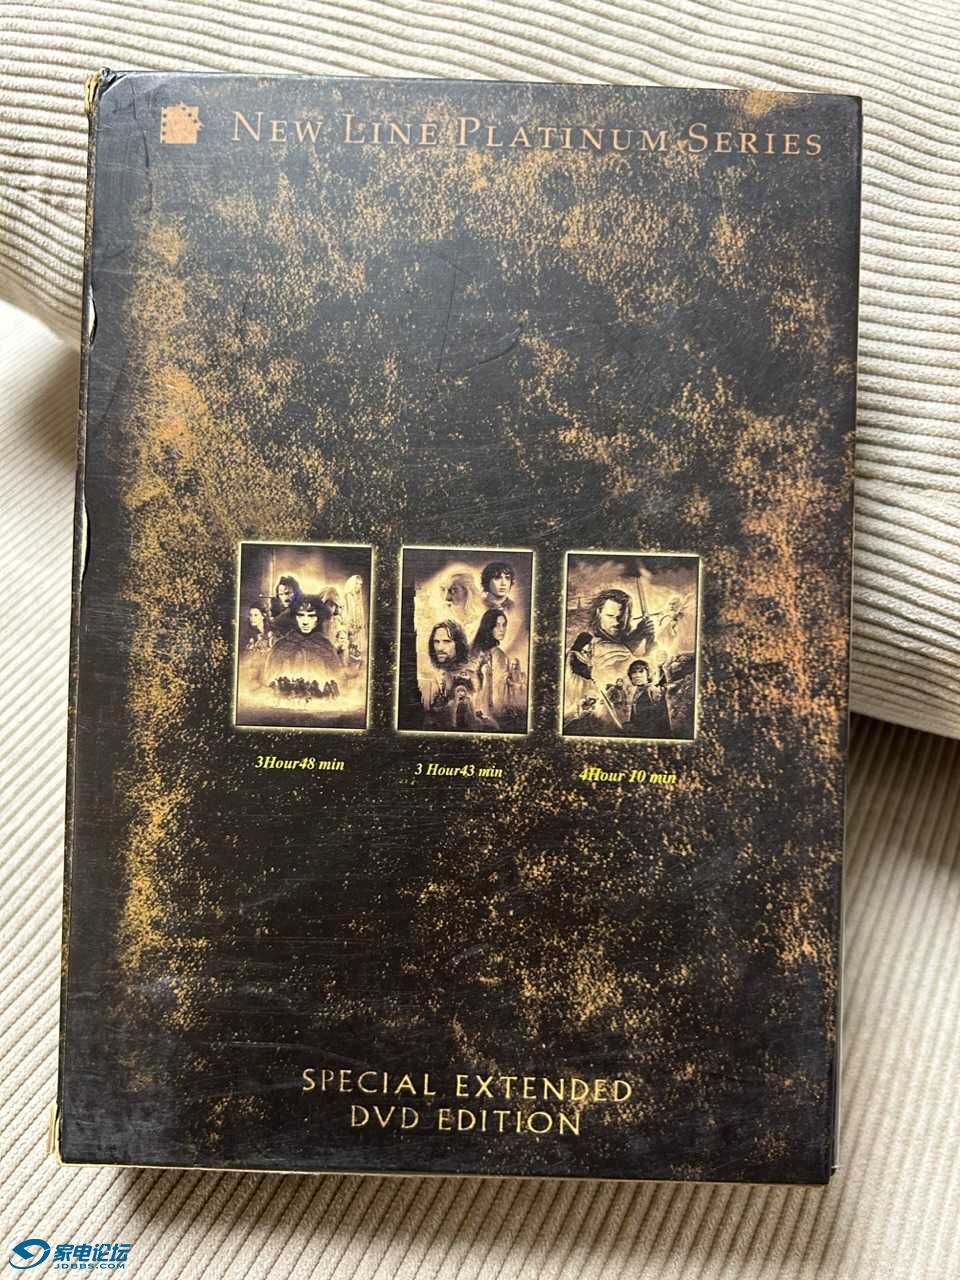 NEW LINE PLATINUM SERIES
3Hour48 min
3 Hour43 min
4Hour 10 min
SPECIAL EXTENDED
DVD EDITION
家电论坛
JDBBS.COM